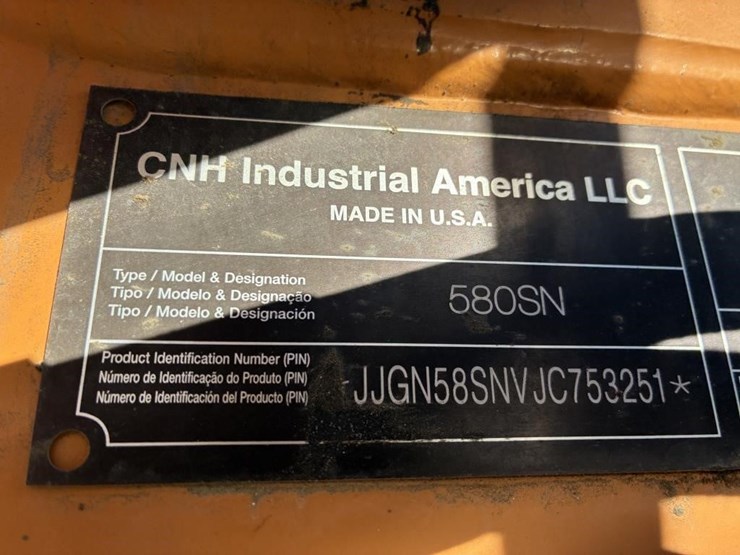 CNH Industrial America LLC
MADE IN U.S.A.
Type / Model & Designation
Tipo / Modelo & Designação
Tipo / Modelo & Designación
580SN
Product Identification Number (PIN)
Número de Identificação do Produto (PIN)
Número de Identificación del Producto (PIN)
JJGN58SNVJC753251*